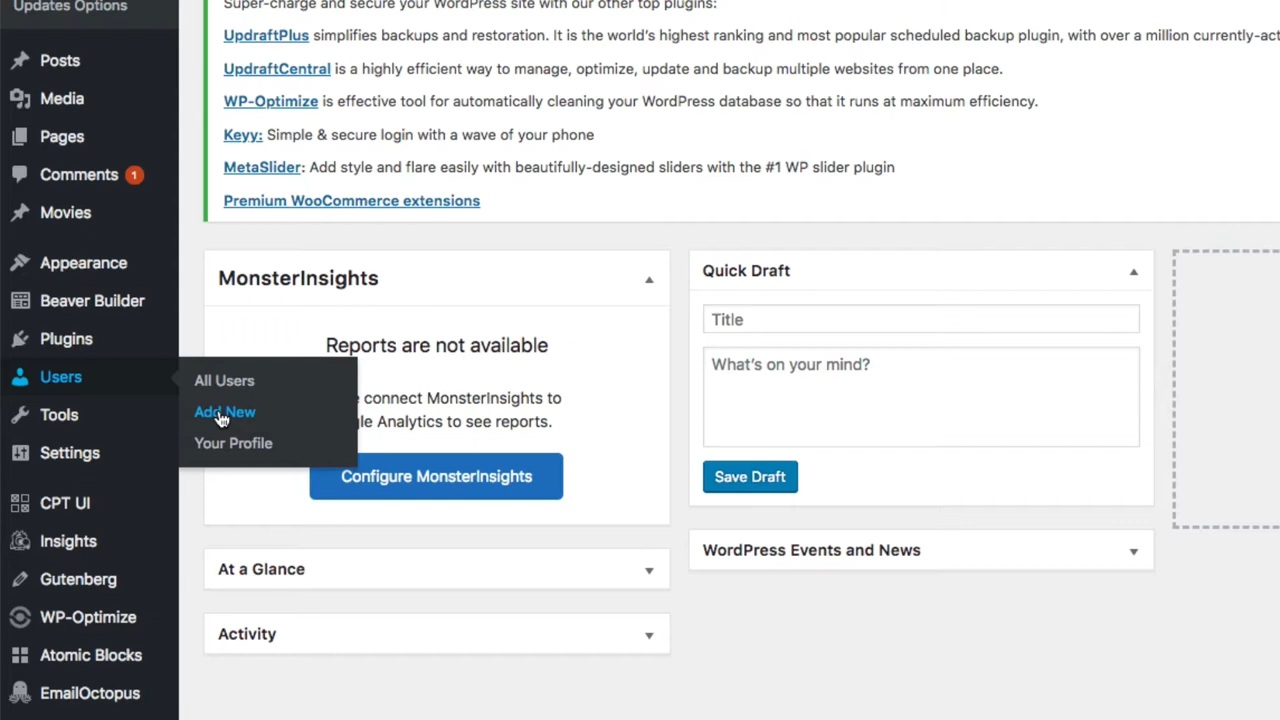 Updates Options
Posts
Media
Pages
Comments 1
Movies
Appearance
Beaver Builder
Plugins
Users
Tools
Settings
CPT UI
Insights
Gutenberg
WP-Optimize
Atomic Blocks
EmailOctopus
All Users
Add New
Your Profile
Super-charge and secure your WordPress site with our other top plugins:
UpdraftPlus simplifies backups and restoration. It is the world's highest ranking and most popular scheduled backup plugin, with over a million currently-act
UpdraftCentral is a highly efficient way to manage, optimize, update and backup multiple websites from one place.
WP-Optimize is effective tool for automatically cleaning your WordPress database so that it runs at maximum efficiency.
Keyy: Simple & secure login with a wave of your phone
MetaSlider: Add style and flare easily with beautifully-designed sliders with the #1 WP slider plugin
Premium WooCommerce extensions
MonsterInsights
Reports are not available
connect MonsterInsights to
gle Analytics to see reports.
Configure MonsterInsights
At a Glance
Activity
Quick Draft
Title
What's on your mind?
Save Draft
WordPress Events and News